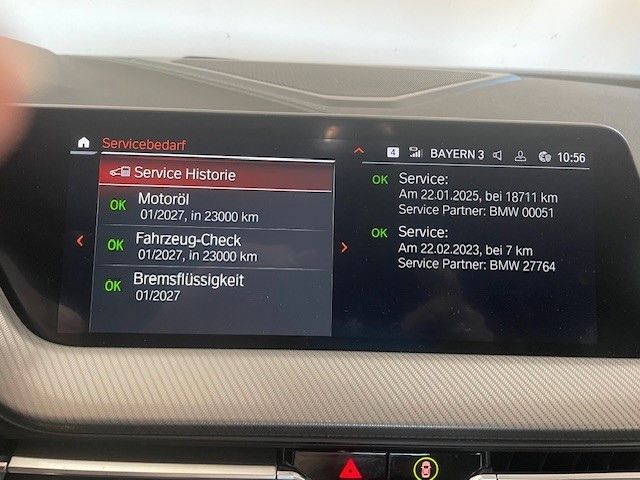 Servicebedarf
4 BAYERN 3 10:56
Service Historie
OK Motoröl
01/2027, in 23000 km
OK Fahrzeug-Check
01/2027, in 23000 km
OK Bremsflüssigkeit
01/2027
OK Service:
Am 22.01.2025, bei 18711 km
Service Partner: BMW 00051
OK Service:
Am 22.02.2023, bei 7 km
Service Partner: BMW 27764